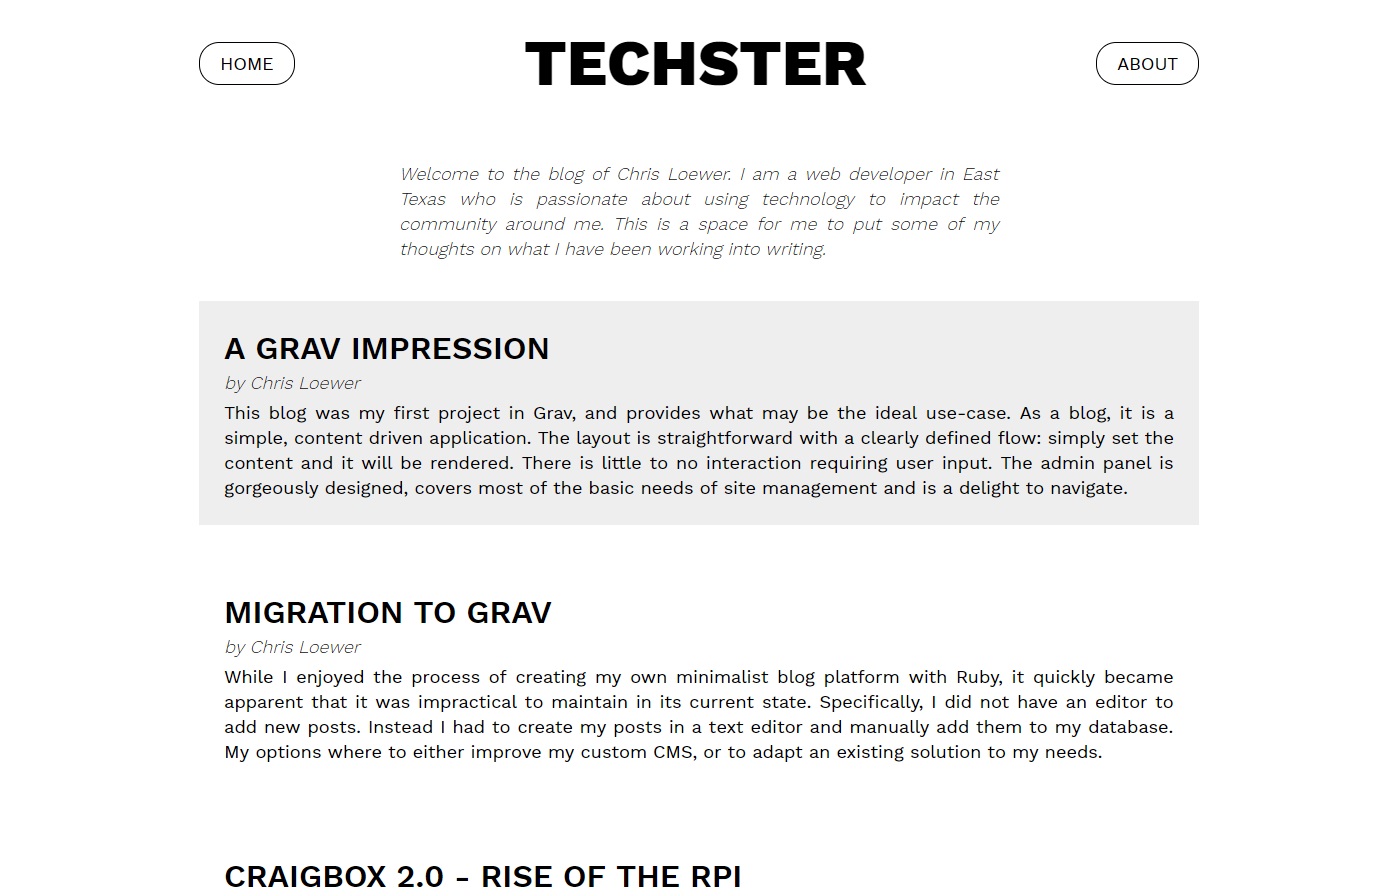 HOME
TECHSTER
ABOUT
Welcome to the blog of Chris Loewer. I am a web developer in East
Texas who is passionate about using technology to impact the
community around me. This is a space for me to put some of my
thoughts on what I have been working into writing.
A GRAV IMPRESSION
by Chris Loewer
This blog was my first project in Grav, and provides what may be the ideal use-case. As a blog, it is a
simple, content driven application. The layout is straightforward with a clearly defined flow: simply set the
content and it will be rendered. There is little to no interaction requiring user input. The admin panel is
gorgeously designed, covers most of the basic needs of site management and is a delight to navigate.
MIGRATION TO GRAV
by Chris Loewer
While I enjoyed the process of creating my own minimalist blog platform with Ruby, it quickly became
apparent that it was impractical to maintain in its current state. Specifically, I did not have an editor to
add new posts. Instead I had to create my posts in a text editor and manually add them to my database.
My options where to either improve my custom CMS, or to adapt an existing solution to my needs.
CRAIGBOX 2.0 - RISE OF THE RPI